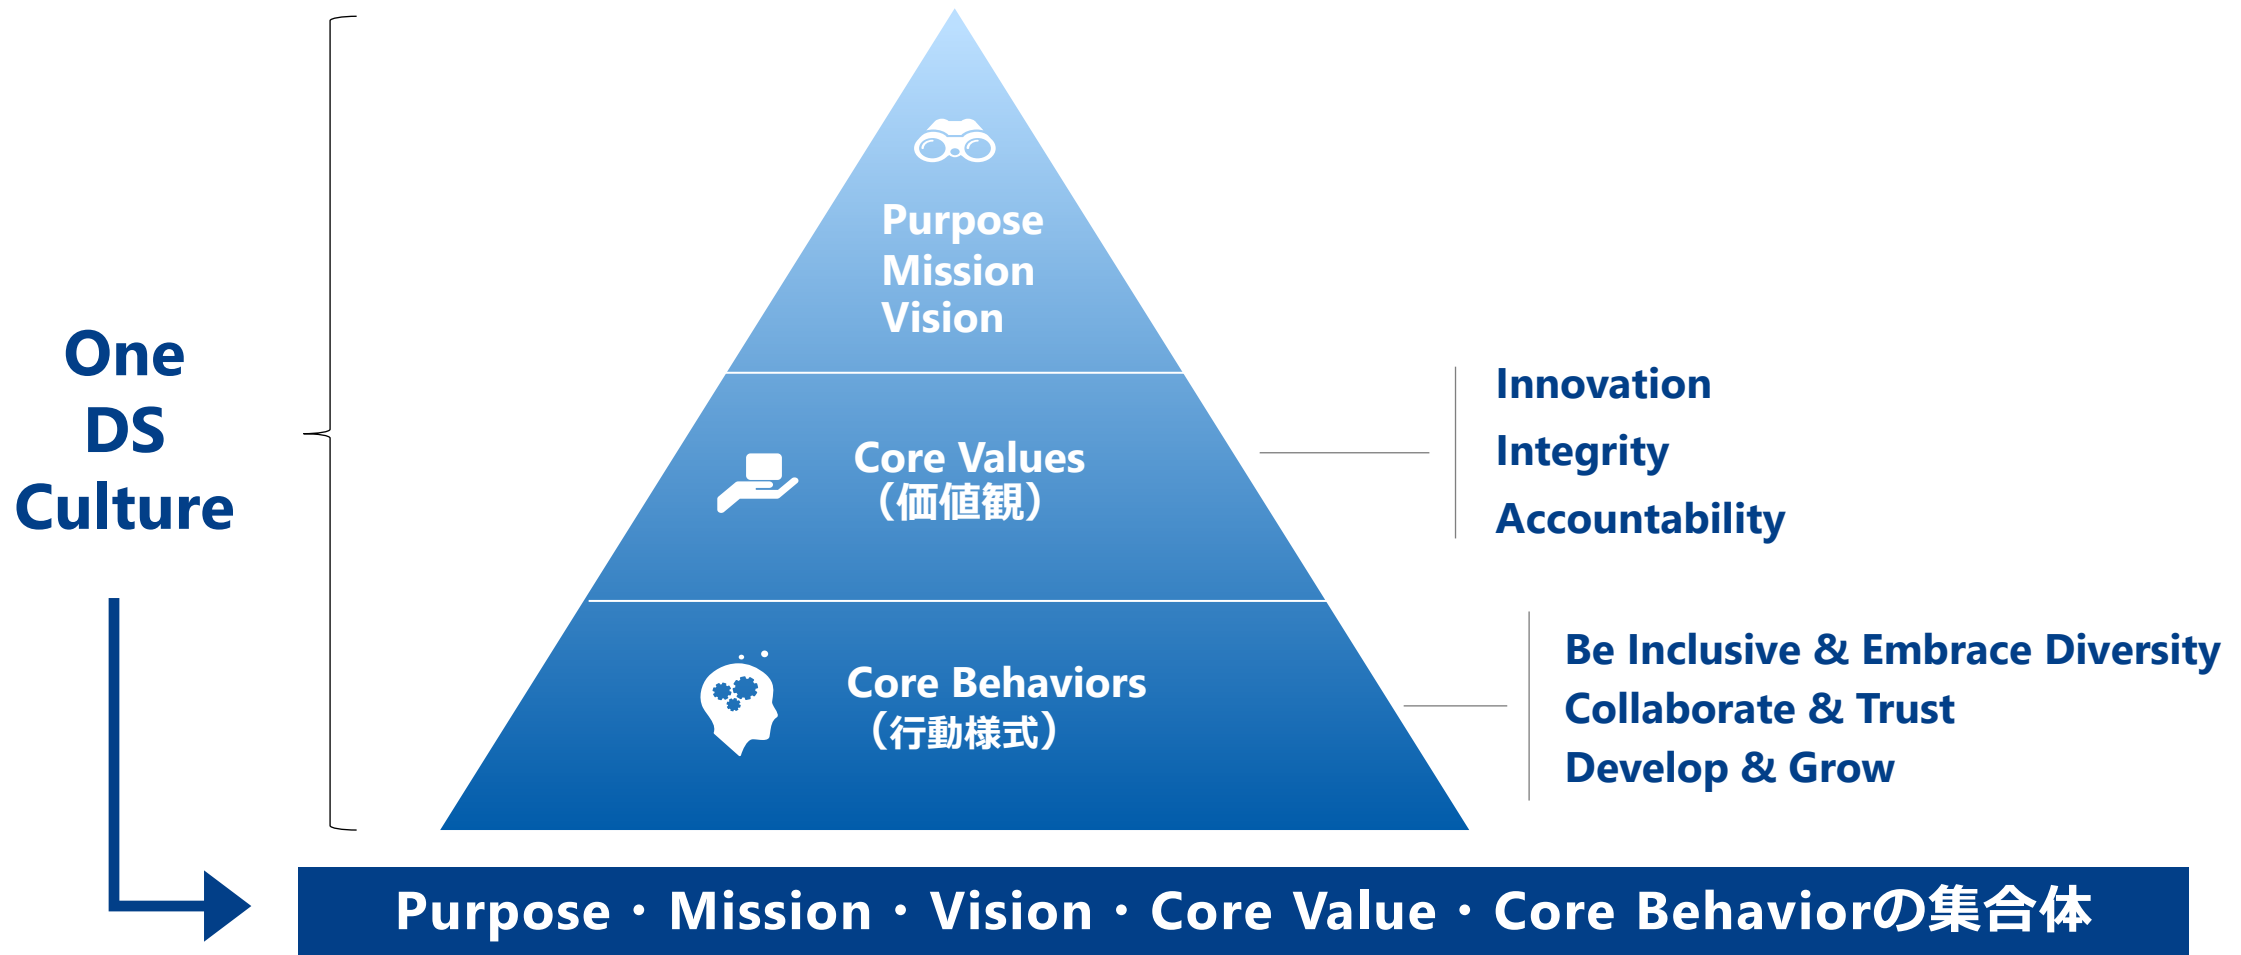 One
DS
Culture
Purpose
Mission
Vision
Core Values
（価値観）
Core Behaviors
（行動様式）
Innovation
Integrity
Accountability
Be Inclusive & Embrace Diversity
Collaborate & Trust
Develop & Grow
Purpose・Mission・Vision・Core Value・Core Behaviorの集合体